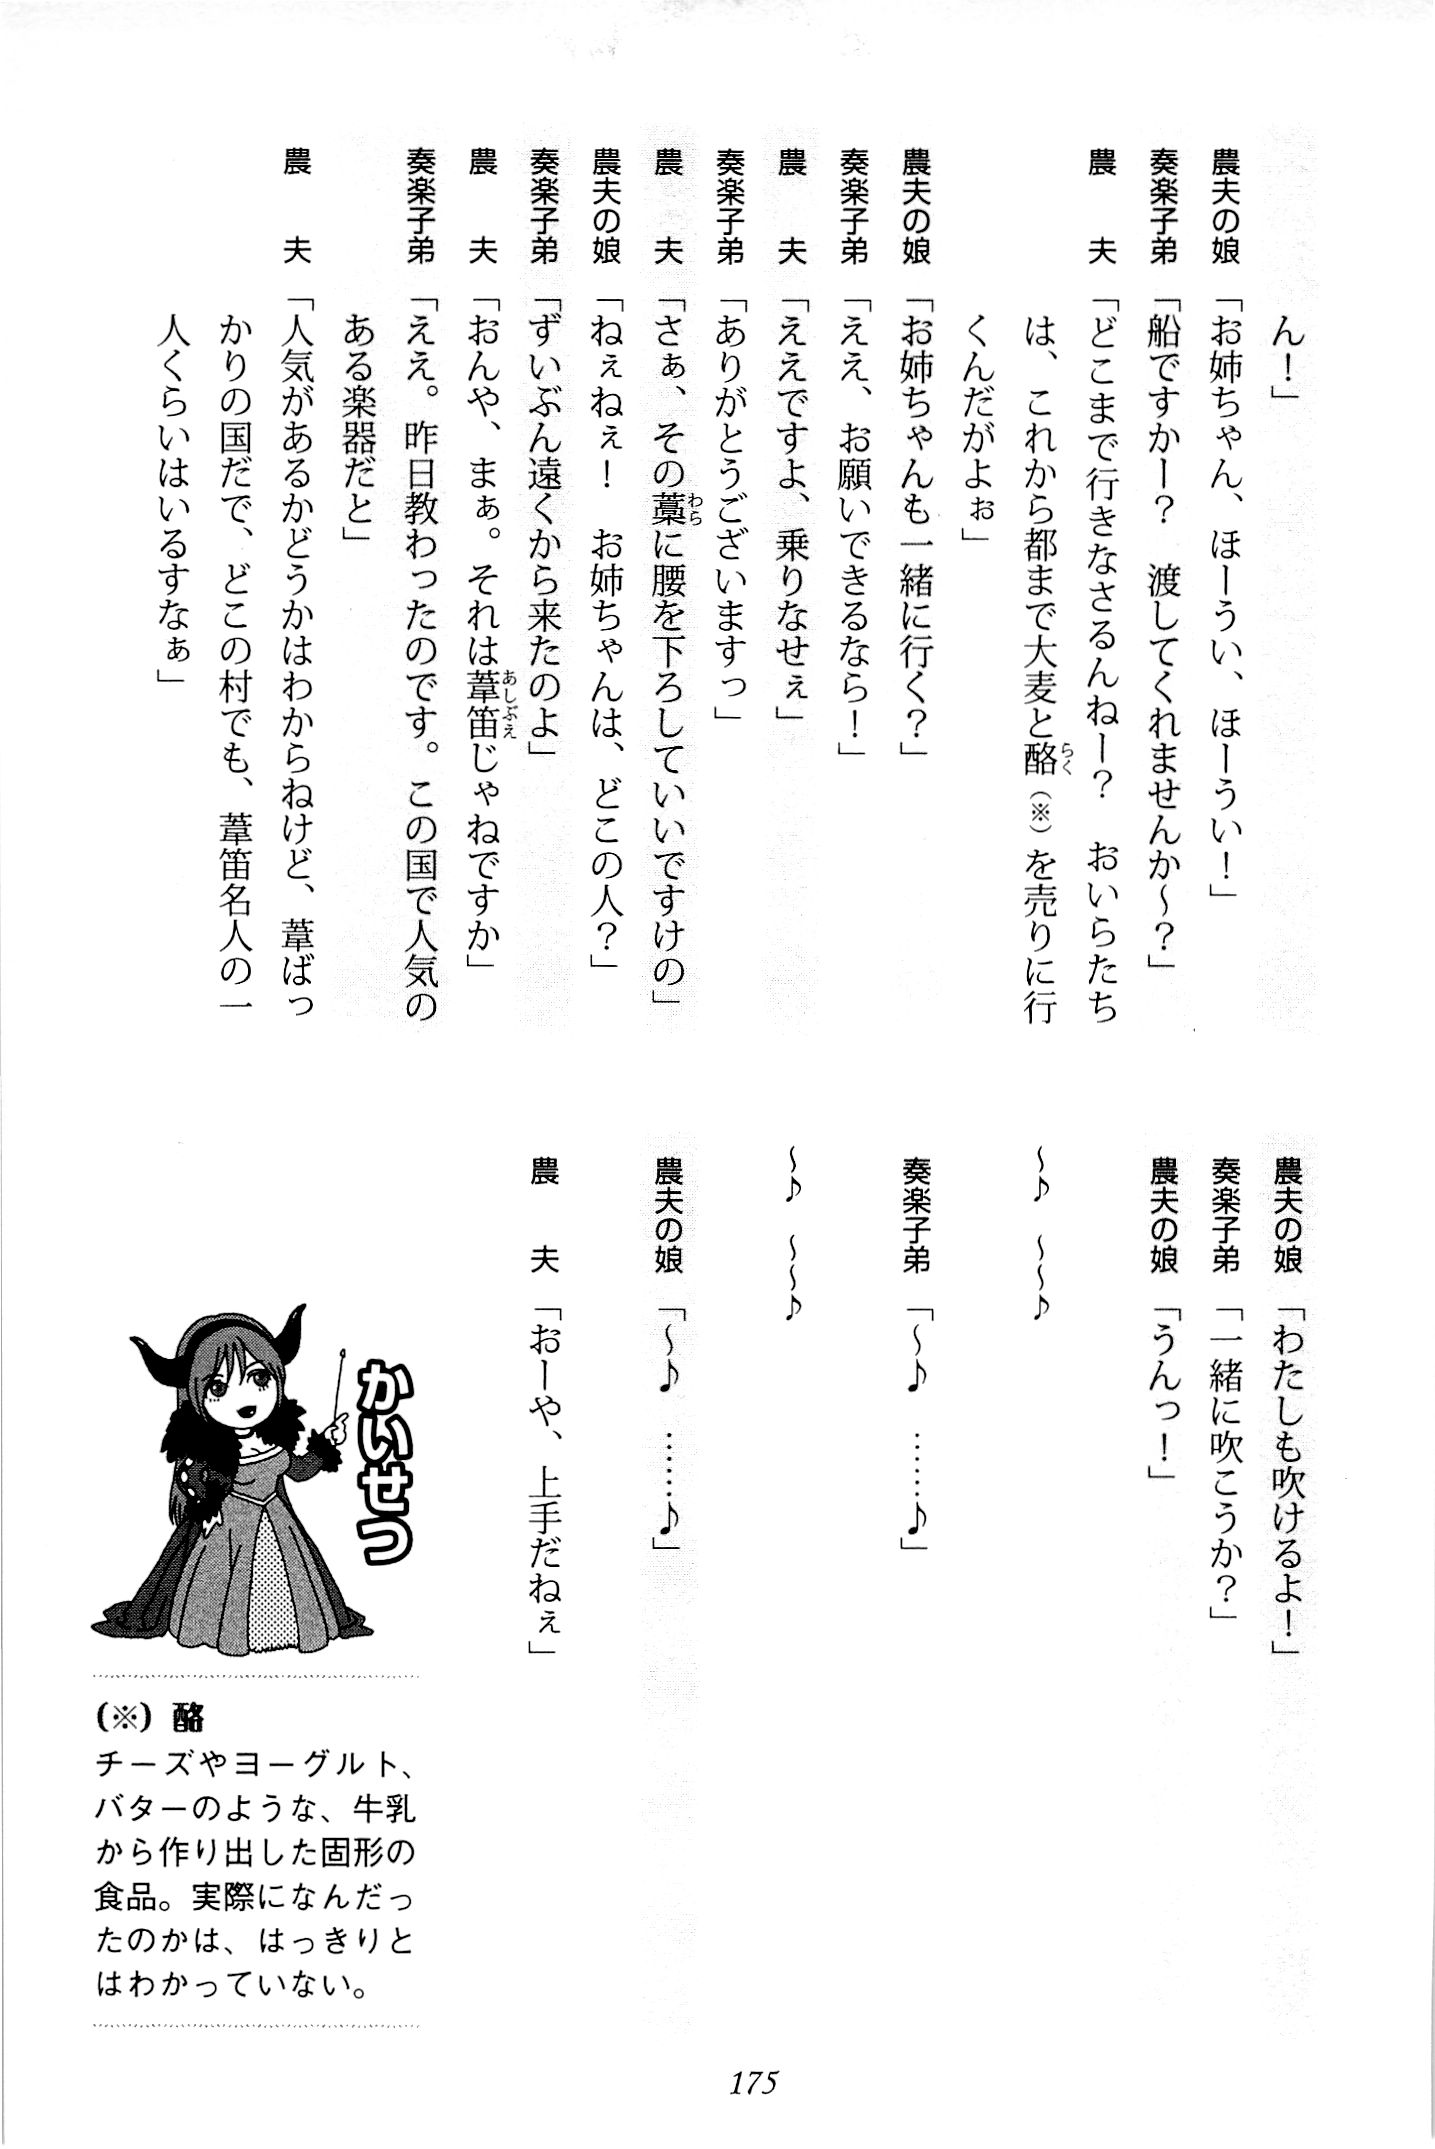 ん！」
農夫の娘「お姉ちゃん、ほーうい、ほーうい！」
奏楽子弟「船ですかー？　渡してくれませんか〜？」
農　　夫「どこまで行きなさるんねー？　おいらたち
は、これから都まで大麦と酪（※）を売りに行
らく
くんだがよぉ」
農夫の娘「お姉ちゃんも一緒に行く？」
奏楽子弟「ええ、お願いできるなら！」
農　　夫「ええですよ、乗りなせぇ」
奏楽子弟「ありがとうございますっ」
農　　夫「さぁ、その藁に腰を下ろしていいですけの」
わら
農夫の娘「ねぇねぇ！　お姉ちゃんは、どこの人？」
奏楽子弟「ずいぶん遠くから来たのよ」
農　　夫「おんや、まぁ。それは葦笛じゃねですか」
あしぶえ
奏楽子弟「ええ。昨日教わったのです。この国で人気の
ある楽器だと」
農　　夫「人気があるかどうかはわからねけど、葦ばっ
かりの国だで、どこの村でも、葦笛名人の一
人くらいはいるすなぁ」
農夫の娘「わたしも吹けるよ！」
奏楽子弟「一緒に吹こうか？」
農夫の娘「うんっ！」
〜♪　〜〜♪
奏楽子弟「〜♪　……♪」
〜♪　〜〜♪
農夫の娘「〜♪　……♪」
農　　夫「おーや、上手だねぇ」
かいせつ
（※）酪
チーズやヨーグルト、
バターのような、牛乳
から作り出した固形の
食品。実際になんだっ
たのかは、はっきりと
はわかっていない。
175